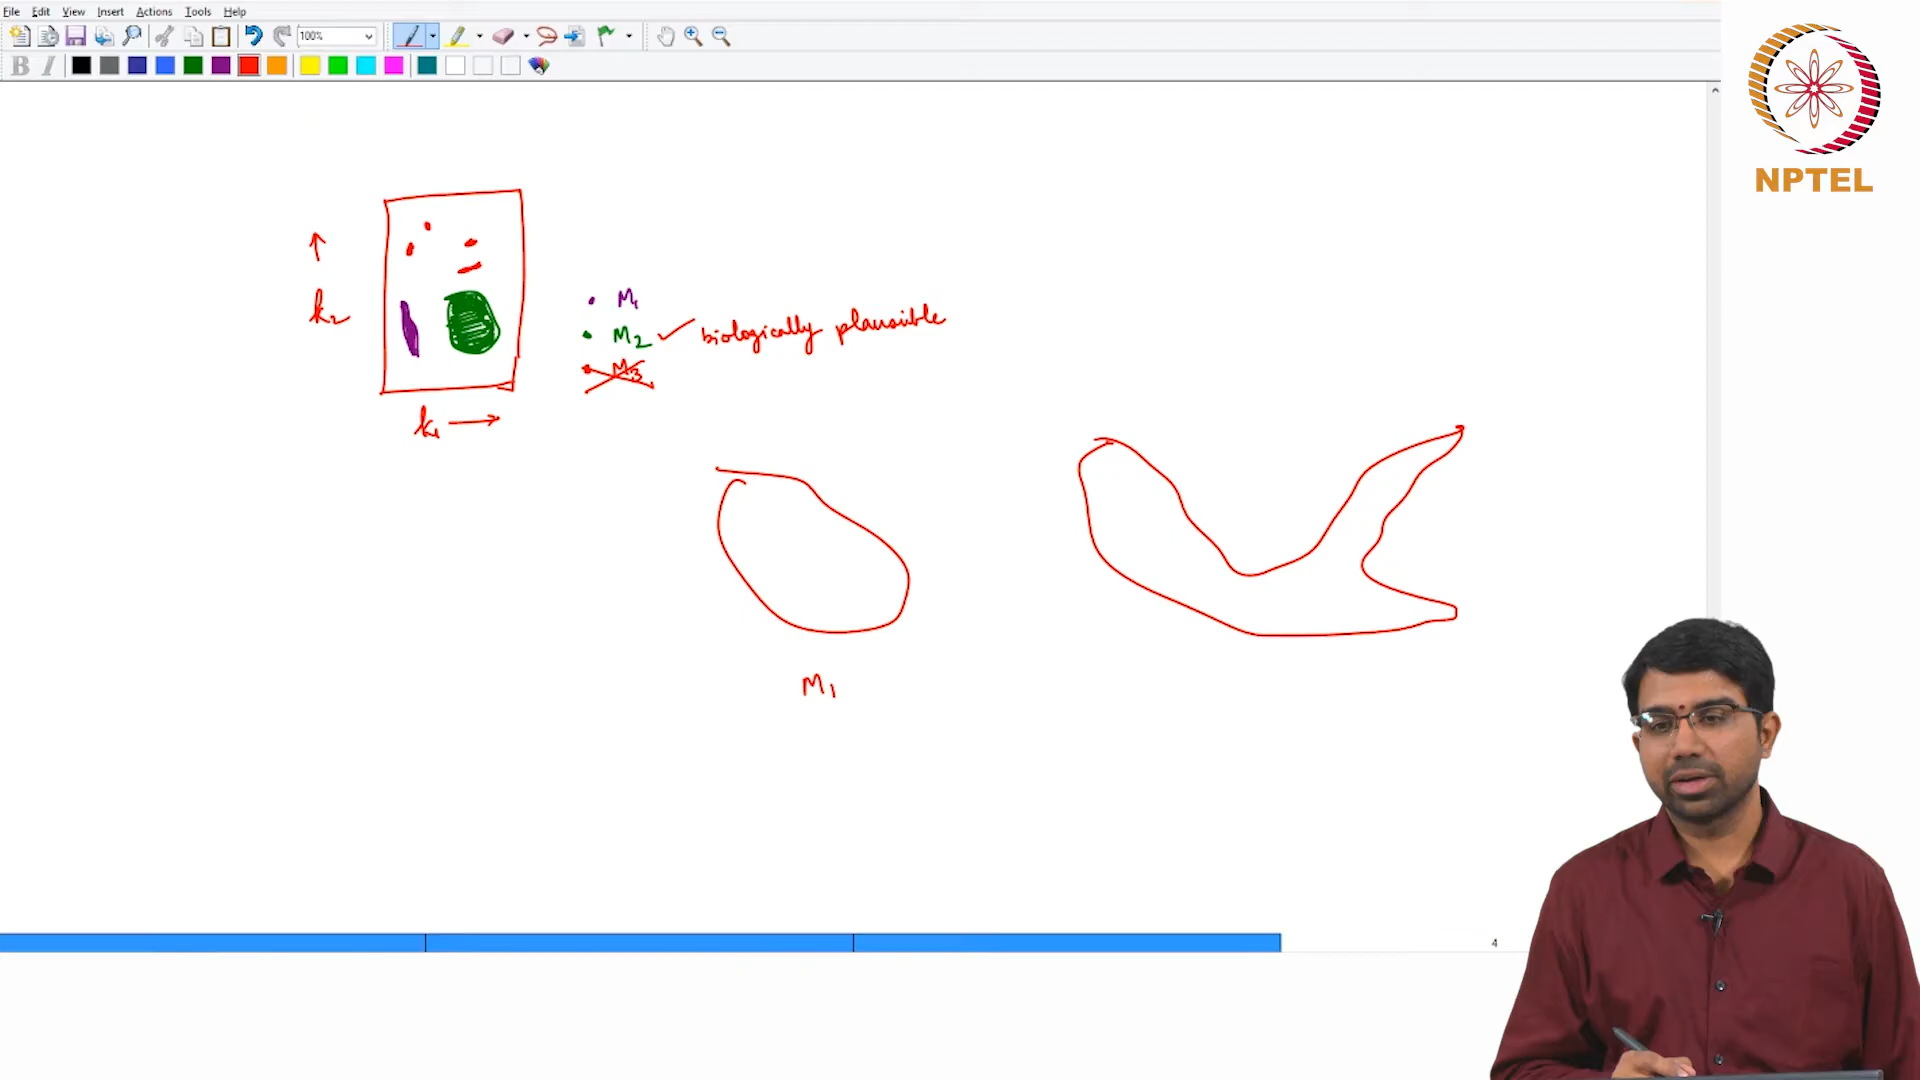 File Edit View Insert Actions Tools Help
100%
B I
NPTEL
↑
k2
k1 →
M1
M2 ✓ biologically plausible
M3
M1
4